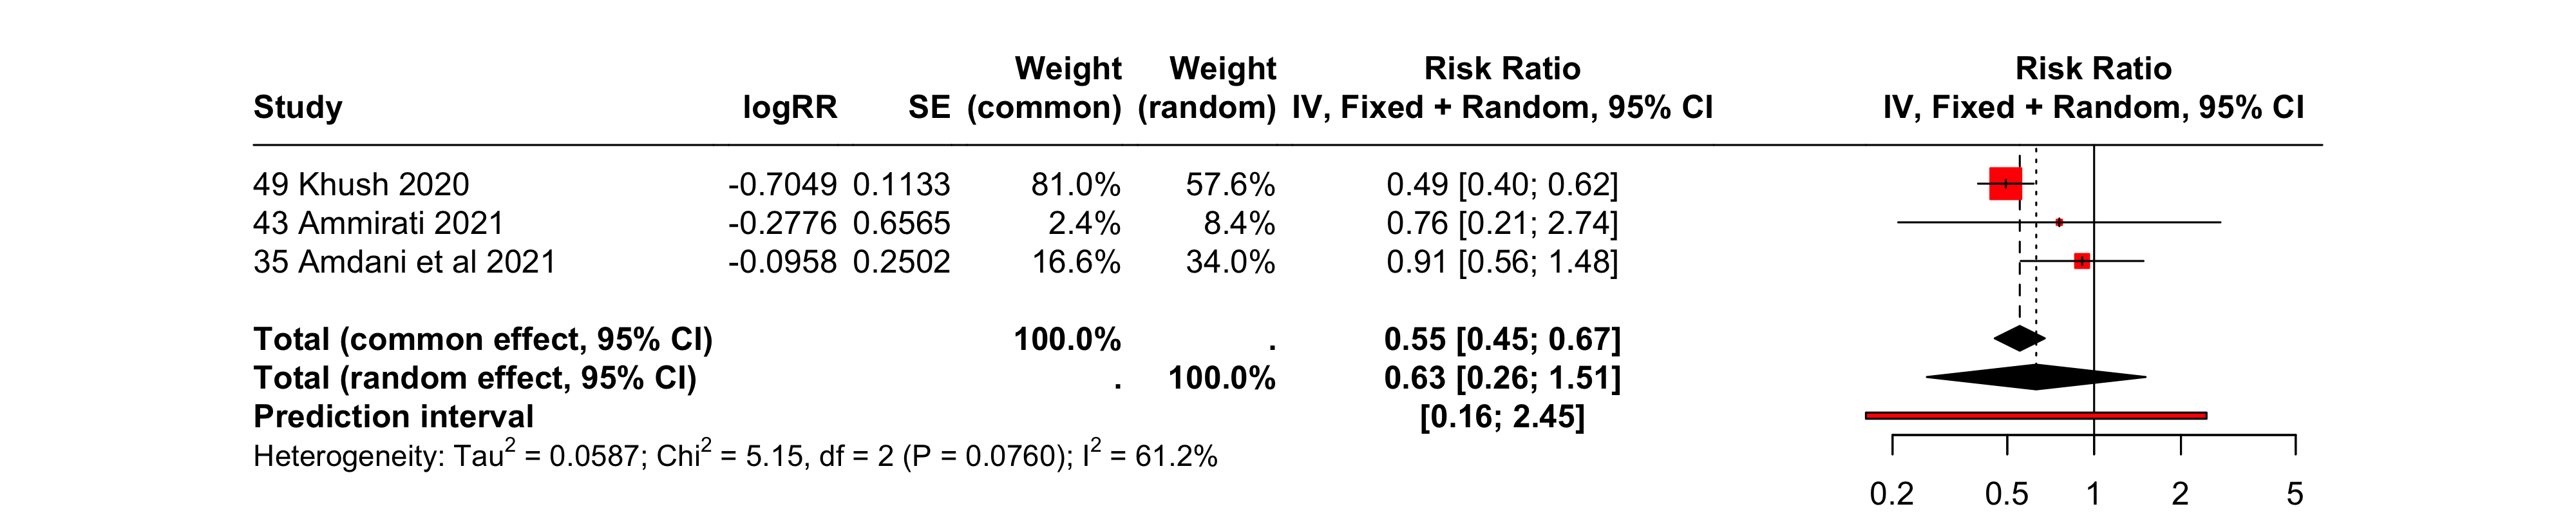 Weight Weight Risk Ratio Risk Ratio
Study logRR SE (common) (random) IV, Fixed + Random, 95% CI IV, Fixed + Random, 95% CI
49 Khush 2020 -0.7049 0.1133 81.0% 57.6% 0.49 [0.40; 0.62]
43 Ammirati 2021 -0.2776 0.6565 2.4% 8.4% 0.76 [0.21; 2.74]
35 Amdani et al 2021 -0.0958 0.2502 16.6% 34.0% 0.91 [0.56; 1.48]
Total (common effect, 95% CI) 100.0% . 0.55 [0.45; 0.67]
Total (random effect, 95% CI) . 100.0% 0.63 [0.26; 1.51]
Prediction interval [0.16; 2.45]
Heterogeneity: Tau² = 0.0587; Chi² = 5.15, df = 2 (P = 0.0760); I² = 61.2%
0.2 0.5 1 2 5